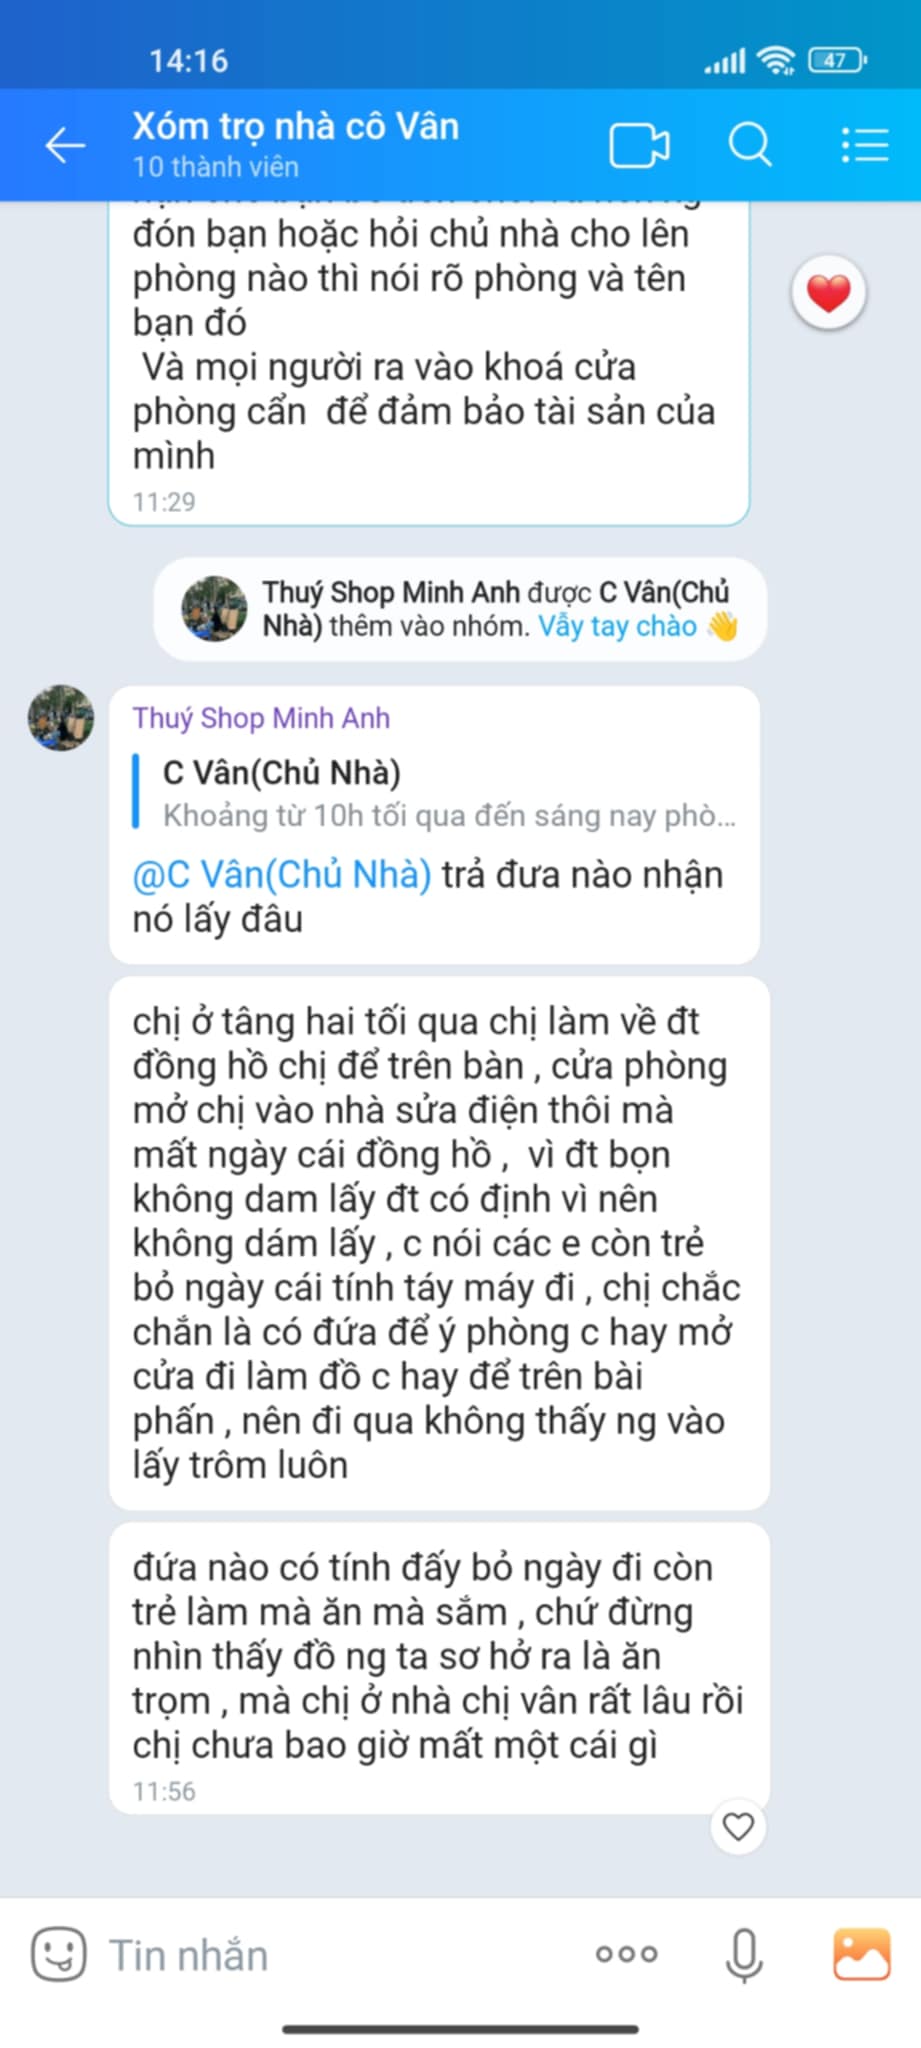 14:16
47
Xóm trọ nhà cô Vân
10 thành viên
đón bạn hoặc hỏi chủ nhà cho lên
phòng nào thì nói rõ phòng và tên
bạn đó
Và mọi người ra vào khoá cửa
phòng cẩn để đảm bảo tài sản của
mình
11:29
Thuý Shop Minh Anh được C Vân(Chủ
Nhà) thêm vào nhóm. Vẫy tay chào 👋
Thuý Shop Minh Anh
C Vân(Chủ Nhà)
Khoảng từ 10h tối qua đến sáng nay phò...
@C Vân(Chủ Nhà) trả đưa nào nhận
nó lấy đâu
chị ở tâng hai tối qua chị làm về đt
đồng hồ chị để trên bàn , cửa phòng
mở chị vào nhà sửa điện thôi mà
mất ngày cái đồng hồ , vì đt bọn
không dam lấy đt có định vì nên
không dám lấy , c nói các e còn trẻ
bỏ ngày cái tính táy máy đi , chị chắc
chắn là có đứa để ý phòng c hay mở
cửa đi làm đồ c hay để trên bài
phấn , nên đi qua không thấy ng vào
lấy trôm luôn
đứa nào có tính đấy bỏ ngày đi còn
trẻ làm mà ăn mà sắm , chứ đừng
nhìn thấy đồ ng ta sơ hở ra là ăn
trọm , mà chị ở nhà chị vân rất lâu rồi
chị chưa bao giờ mất một cái gì
11:56
Tin nhắn